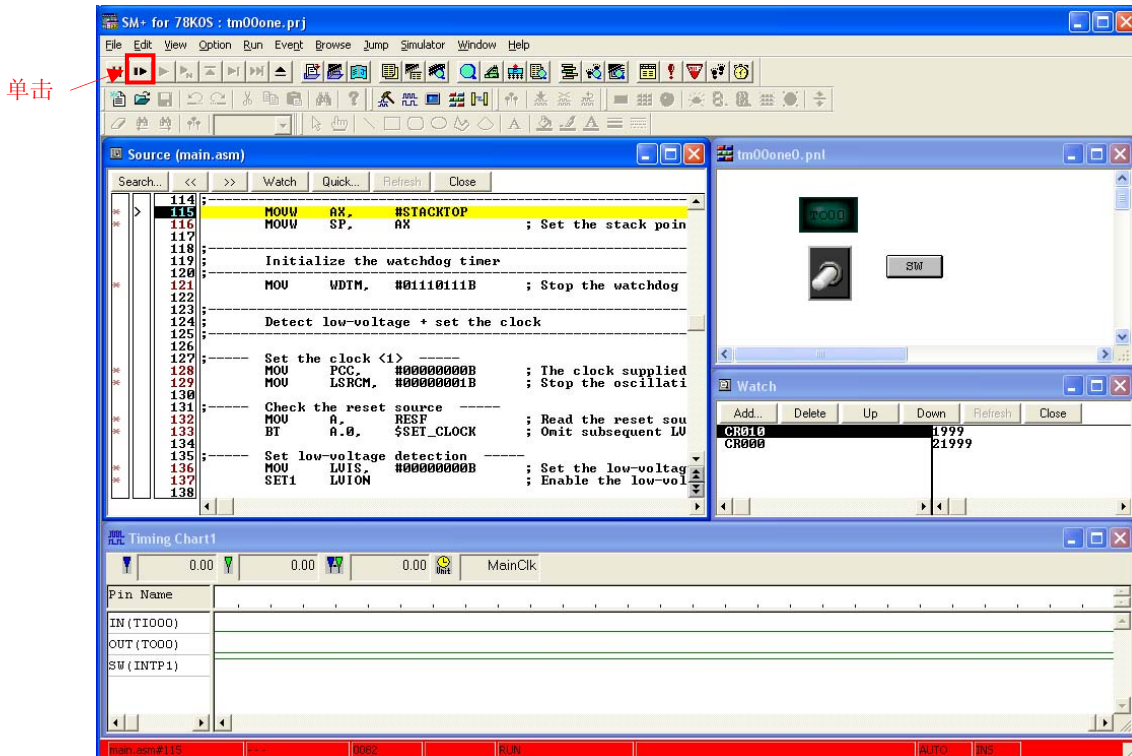 SM+ for 78K0S : tm00one.prj
File Edit View Option Run Event Browse Jump Simulator Window Help
单击
Source (main.asm)
Search... << >> Watch Quick... Refresh Close
114 ;------------------------------------------------------------
115 MOVW AX, #STACKTOP
116 MOVW SP, AX ; Set the stack poin
117
118 ;------------------------------------------------------------
119 ; Initialize the watchdog timer
120 ;------------------------------------------------------------
121 MOV WDTM, #01110111B ; Stop the watchdog
122
123 ;------------------------------------------------------------
124 ; Detect low-voltage + set the clock
125 ;------------------------------------------------------------
126
127 ;----- Set the clock <1> -----
128 MOV PCC, #00000000B ; The clock supplied
129 MOV LSRCM, #00000001B ; Stop the oscillati
130
131 ;----- Check the reset source -----
132 MOV A, RESF ; Read the reset sou
133 BT A.0, $SET_CLOCK ; Omit subsequent LV
134
135 ;----- Set low-voltage detection -----
136 MOV LVIS, #00000000B ; Set the low-voltag
137 SET1 LVION ; Enable the low-vol
138
tm00one0.pnl
TO00
SW
Watch
Add... Delete Up Down Refresh Close
CR010 1999
CR000 21999
Timing Chart1
0.00 0.00 0.00 Unit MainClk
Pin Name
IN(TI000)
OUT(TO00)
SW(INTP1)
main.asm#115 --- 0082 RUN AUTO INS